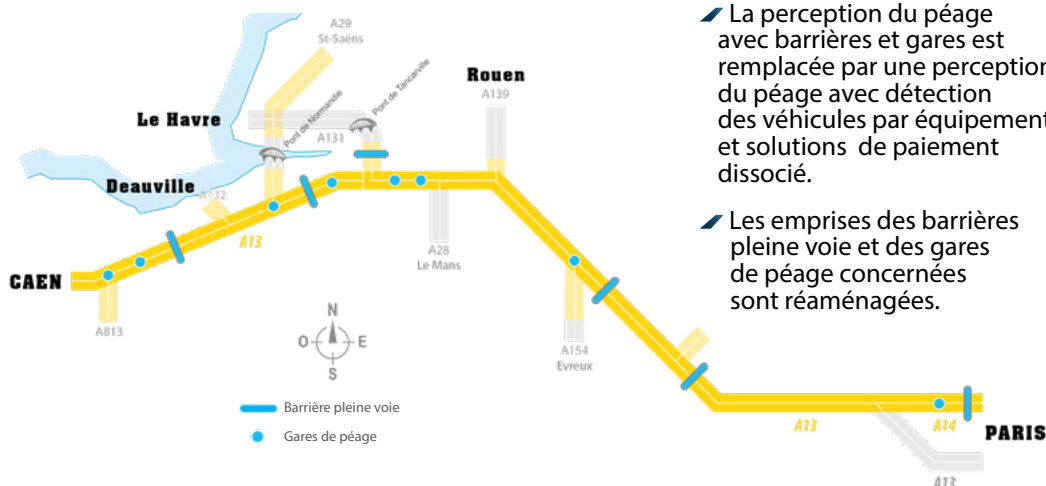 A29
St-Saëns
Le Havre
Pont de Normandie
A131
Pont de Tancarville
Rouen
A139
Deauville
A132
A13
CAEN
A813
A28
Le Mans
A154
Evreux
N
O
E
S
Barrière pleine voie
Gares de péage
A13
A14
PARIS
A13
La perception du péage
avec barrières et gares est
remplacée par une perception
du péage avec détection
des véhicules par équipement
et solutions de paiement
dissocié.
Les emprises des barrières
pleine voie et des gares
de péage concernées
sont réaménagées.